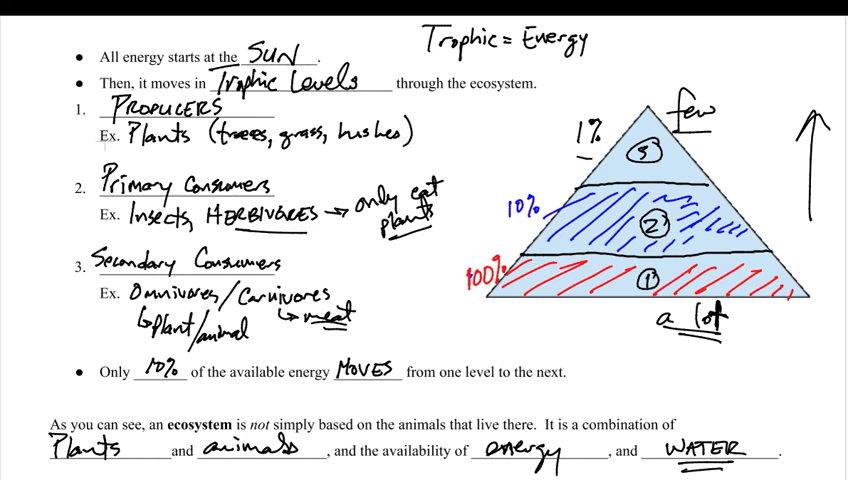 Trophic = Energy
• All energy starts at the SUN.
• Then, it moves in Trophic Levels through the ecosystem.
1. PRODUCERS
Ex. Plants (trees, grass, bushes)
2. Primary Consumers
Ex. Insects, HERBIVORES → only eat plants
3. Secondary Consumers
Ex. Omnivores/Carnivores
↳ plant/animal ↳ meat
few
1%
3
10%
2
100%
1
a lot
• Only 10% of the available energy MOVES from one level to the next.
As you can see, an ecosystem is not simply based on the animals that live there. It is a combination of
Plants and animals, and the availability of energy, and WATER.